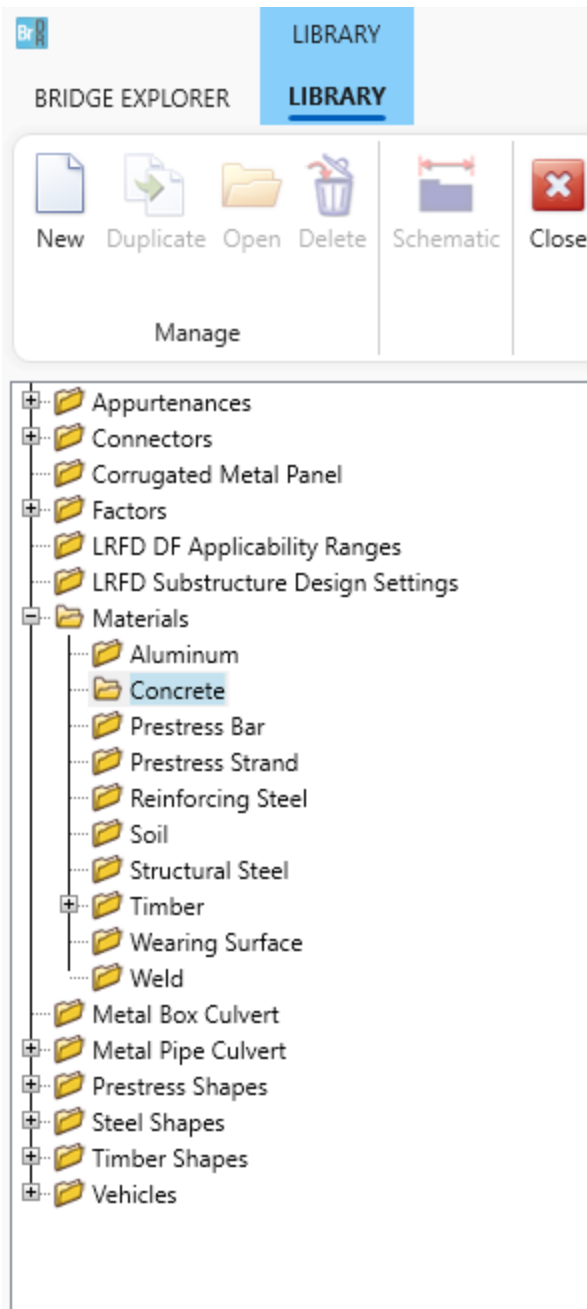 BrDR
LIBRARY
BRIDGE EXPLORER LIBRARY
New Duplicate Open Delete Schematic Close
Manage
Appurtenances
Connectors
Corrugated Metal Panel
Factors
LRFD DF Applicability Ranges
LRFD Substructure Design Settings
Materials
Aluminum
Concrete
Prestress Bar
Prestress Strand
Reinforcing Steel
Soil
Structural Steel
Timber
Wearing Surface
Weld
Metal Box Culvert
Metal Pipe Culvert
Prestress Shapes
Steel Shapes
Timber Shapes
Vehicles